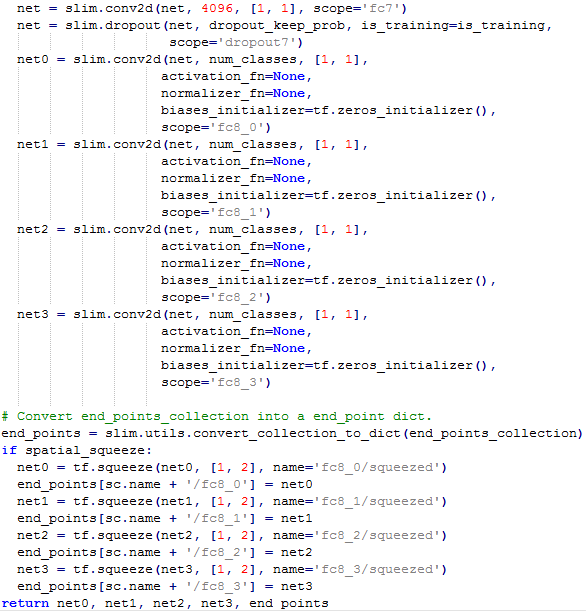 net = slim.conv2d(net, 4096, [1, 1], scope='fc7')
net = slim.dropout(net, dropout_keep_prob, is_training=is_training,
scope='dropout7')
net0 = slim.conv2d(net, num_classes, [1, 1],
activation_fn=None,
normalizer_fn=None,
biases_initializer=tf.zeros_initializer(),
scope='fc8_0')
net1 = slim.conv2d(net, num_classes, [1, 1],
activation_fn=None,
normalizer_fn=None,
biases_initializer=tf.zeros_initializer(),
scope='fc8_1')
net2 = slim.conv2d(net, num_classes, [1, 1],
activation_fn=None,
normalizer_fn=None,
biases_initializer=tf.zeros_initializer(),
scope='fc8_2')
net3 = slim.conv2d(net, num_classes, [1, 1],
activation_fn=None,
normalizer_fn=None,
biases_initializer=tf.zeros_initializer(),
scope='fc8_3')
# Convert end_points_collection into a end_point dict.
end_points = slim.utils.convert_collection_to_dict(end_points_collection)
if spatial_squeeze:
net0 = tf.squeeze(net0, [1, 2], name='fc8_0/squeezed')
end_points[sc.name + '/fc8_0'] = net0
net1 = tf.squeeze(net1, [1, 2], name='fc8_1/squeezed')
end_points[sc.name + '/fc8_1'] = net1
net2 = tf.squeeze(net2, [1, 2], name='fc8_2/squeezed')
end_points[sc.name + '/fc8_2'] = net2
net3 = tf.squeeze(net3, [1, 2], name='fc8_3/squeezed')
end_points[sc.name + '/fc8_3'] = net3
return net0, net1, net2, net3, end_points